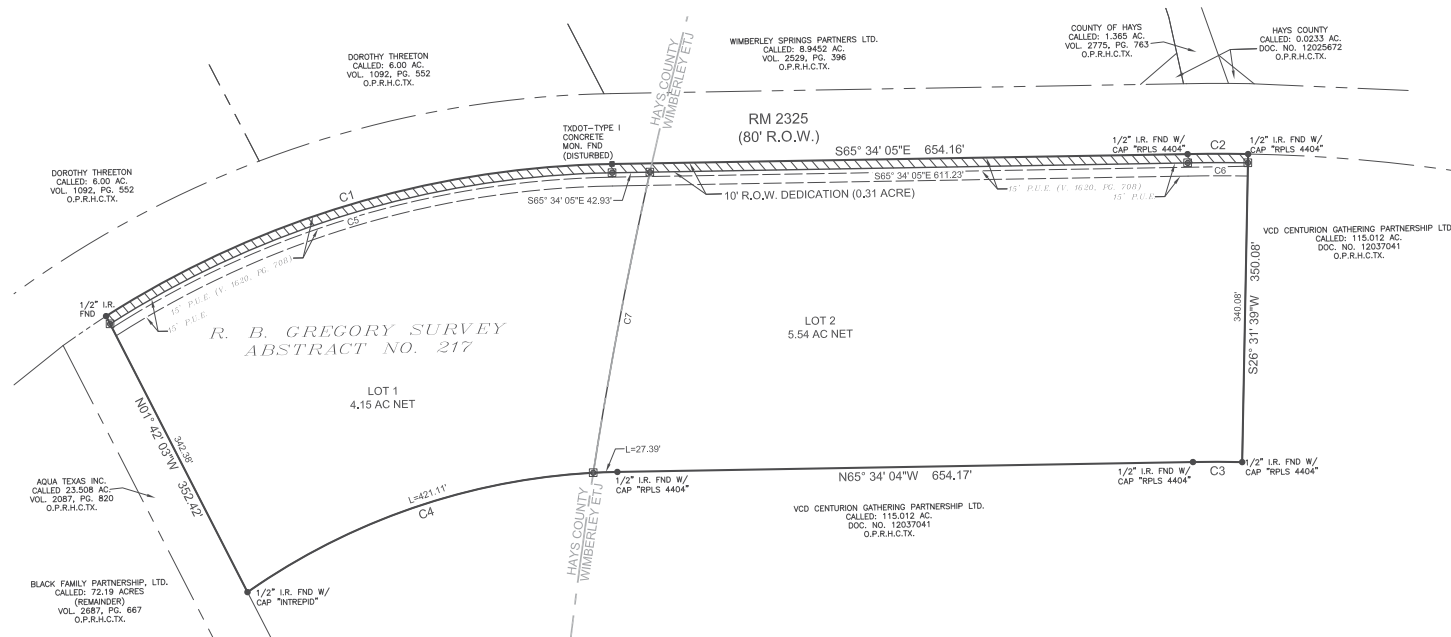 DOROTHY THREETON
CALLED: 6.00 AC.
VOL. 1092, PG. 552
O.P.R.H.C.TX.
WIMBERLEY SPRINGS PARTNERS LTD.
CALLED: 8.9452 AC.
VOL. 2529, PG. 396
O.P.R.H.C.TX.
COUNTY OF HAYS
CALLED: 1.365 AC.
VOL. 2775, PG. 763
O.P.R.H.C.TX.
HAYS COUNTY
CALLED: 0.0233 AC.
DOC. NO. 12025672
O.P.R.H.C.TX.
HAYS COUNTY
WIMBERLEY ETJ
RM 2325
(80' R.O.W.)
TXDOT-TYPE I
CONCRETE
MON. FND
(DISTURBED)
S65° 34' 05"E 654.16'
1/2" I.R. FND W/
CAP "RPLS 4404"
C2
1/2" I.R. FND W/
CAP "RPLS 4404"
DOROTHY THREETON
CALLED: 6.00 AC.
VOL. 1092, PG. 552
O.P.R.H.C.TX.
C1
C5
S65° 34' 05"E 42.93'
S65° 34' 05"E 611.23'
10' R.O.W. DEDICATION (0.31 ACRE)
15' P.U.E. (V. 1620, PG. 708)
15' P.U.E.
C6
VCD CENTURION GATHERING PARTNERSHIP LTD.
CALLED: 115.012 AC.
DOC. NO. 12037041
O.P.R.H.C.TX.
1/2" I.R.
FND
15' P.U.E. (V. 1620, PG. 708)
15' P.U.E.
R. B. GREGORY SURVEY
ABSTRACT NO. 217
LOT 1
4.15 AC NET
C7
LOT 2
5.54 AC NET
340.08'
S26° 31' 39"W 350.08'
N01° 42' 03"W 352.42'
342.38'
L=27.39'
1/2" I.R. FND W/
CAP "RPLS 4404"
N65° 34' 04"W 654.17'
1/2" I.R. FND W/
CAP "RPLS 4404"
C3
1/2" I.R. FND W/
CAP "RPLS 4404"
AQUA TEXAS INC.
CALLED 23.508 AC.
VOL. 2087, PG. 820
O.P.R.H.C.TX.
L=421.11'
C4
HAYS COUNTY
WIMBERLEY ETJ
VCD CENTURION GATHERING PARTNERSHIP LTD.
CALLED: 115.012 AC.
DOC. NO. 12037041
O.P.R.H.C.TX.
BLACK FAMILY PARTNERSHIP, LTD.
CALLED: 72.19 ACRES
(REMAINDER)
VOL. 2687, PG. 667
O.P.R.H.C.TX.
1/2" I.R. FND W/
CAP "INTREPID"